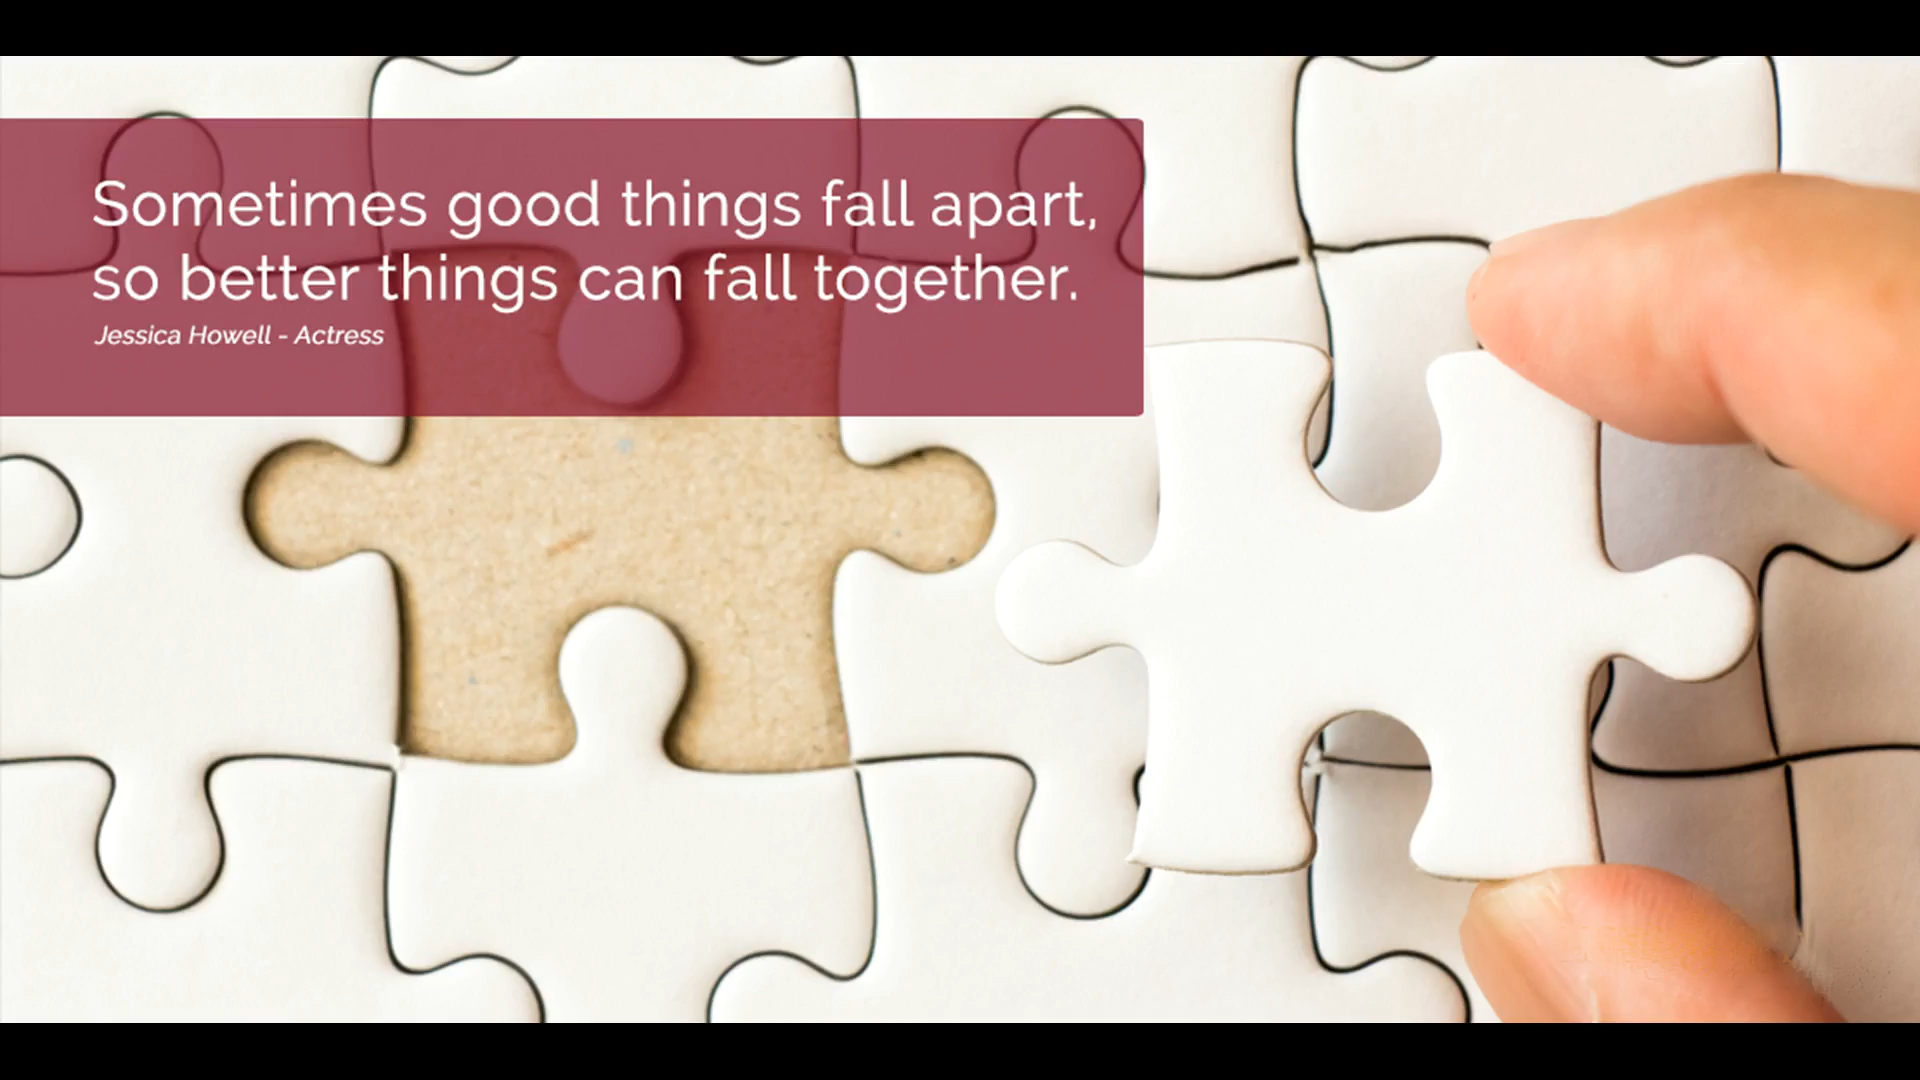 Sometimes good things fall apart,
so better things can fall together.
Jessica Howell - Actress